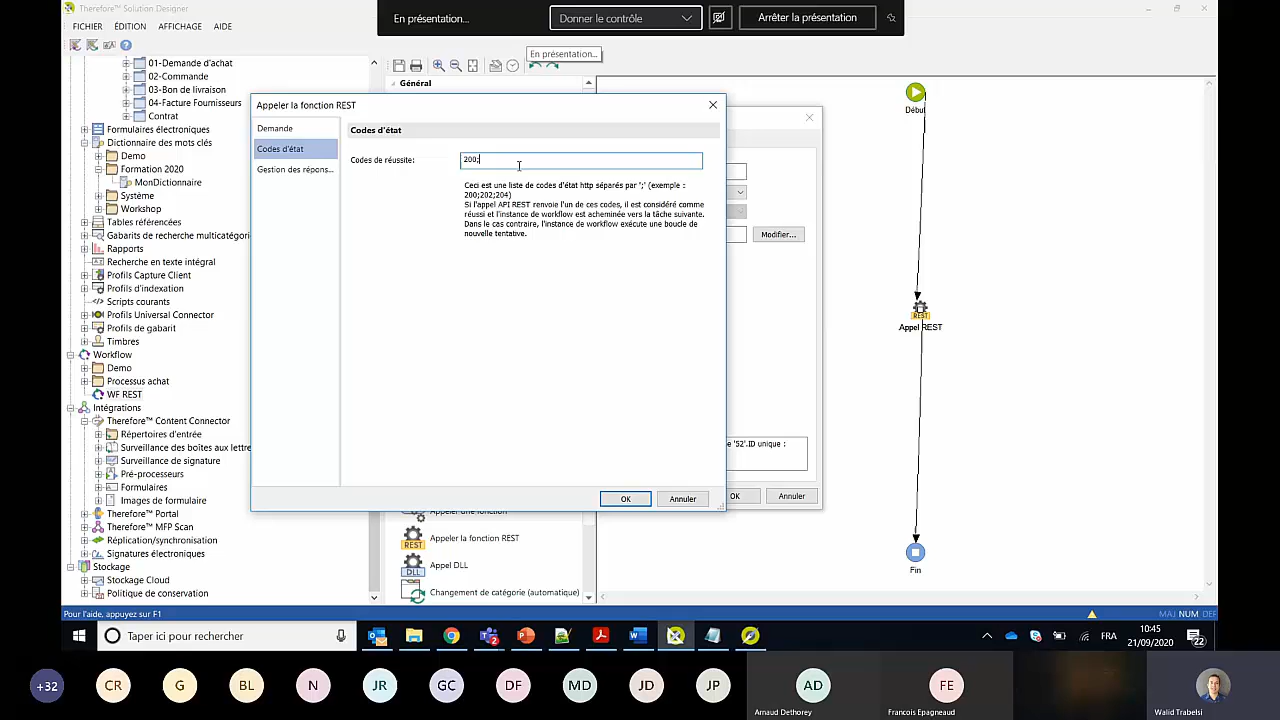 Therefore™ Solution Designer
FICHIER ÉDITION AFFICHAGE AIDE
En présentation...
Donner le contrôle
Arrêter la présentation
En présentation...
01-Demande d'achat
02-Commande
03-Bon de livraison
04-Facture Fournisseurs
Contrat
Formulaires électroniques
Dictionnaire des mots clés
Demo
Formation 2020
MonDictionnaire
Système
Workshop
Tables référencées
Gabarits de recherche multicatégori
Rapports
Recherche en texte intégral
Profils Capture Client
Profils d'indexation
Scripts courants
Profils Universal Connector
Profils de gabarit
Timbres
Workflow
Demo
Processus achat
WF REST
Intégrations
Therefore™ Content Connector
Répertoires d'entrée
Surveillance des boîtes aux lettre
Surveillance de signature
Pré-processeurs
Formulaires
Images de formulaire
Therefore™ Portal
Therefore™ MFP Scan
Réplication/synchronisation
Signatures électroniques
Stockage
Stockage Cloud
Politique de conservation
Général
Appeler la fonction REST
Demande
Codes d'état
Gestion des répons...
Codes d'état
Codes de réussite:
200;
Ceci est une liste de codes d'état http séparés par ';' (exemple :
200;202;204)
Si l'appel API REST renvoie l'un de ces codes, il est considéré comme
réussi et l'instance de workflow est acheminée vers la tâche suivante.
Dans le cas contraire, l'instance de workflow exécute une boucle de
nouvelle tentative.
OK
Annuler
Modifier...
e '52'.ID unique :
OK
Annuler
Appeler une fonction
REST
Appeler la fonction REST
DLL
Appel DLL
Changement de catégorie (automatique)
Début
REST
Appel REST
Fin
Pour l'aide, appuyez sur F1
MAJ NUM DEF
Taper ici pour rechercher
FRA
10:45
21/09/2020
22
+32
CR
G
BL
N
JR
GC
DF
MD
JD
JP
AD
Arnaud Dethorey
FE
Francois Epagneaud
Walid Trabelsi